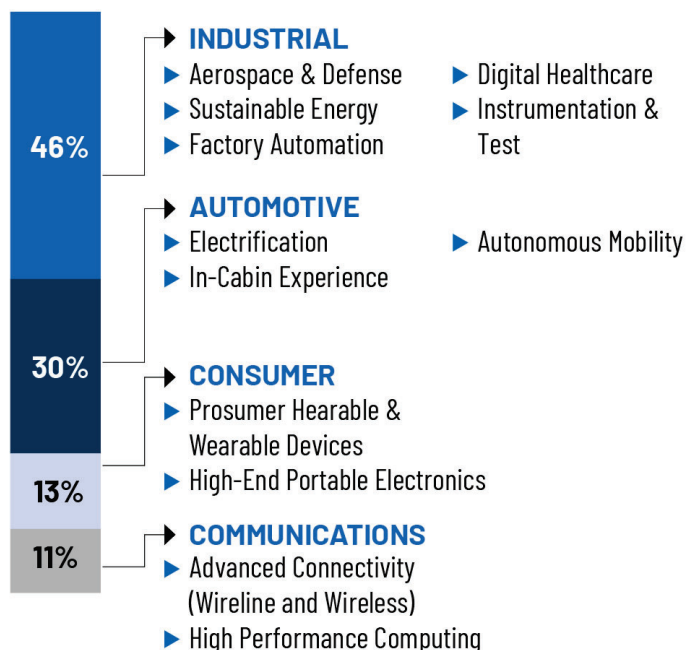 46%
INDUSTRIAL
Aerospace & Defense
Sustainable Energy
Factory Automation
Digital Healthcare
Instrumentation &
Test
30%
AUTOMOTIVE
Electrification
In-Cabin Experience
Autonomous Mobility
13%
CONSUMER
Prosumer Hearable &
Wearable Devices
High-End Portable Electronics
11%
COMMUNICATIONS
Advanced Connectivity
(Wireline and Wireless)
High Performance Computing